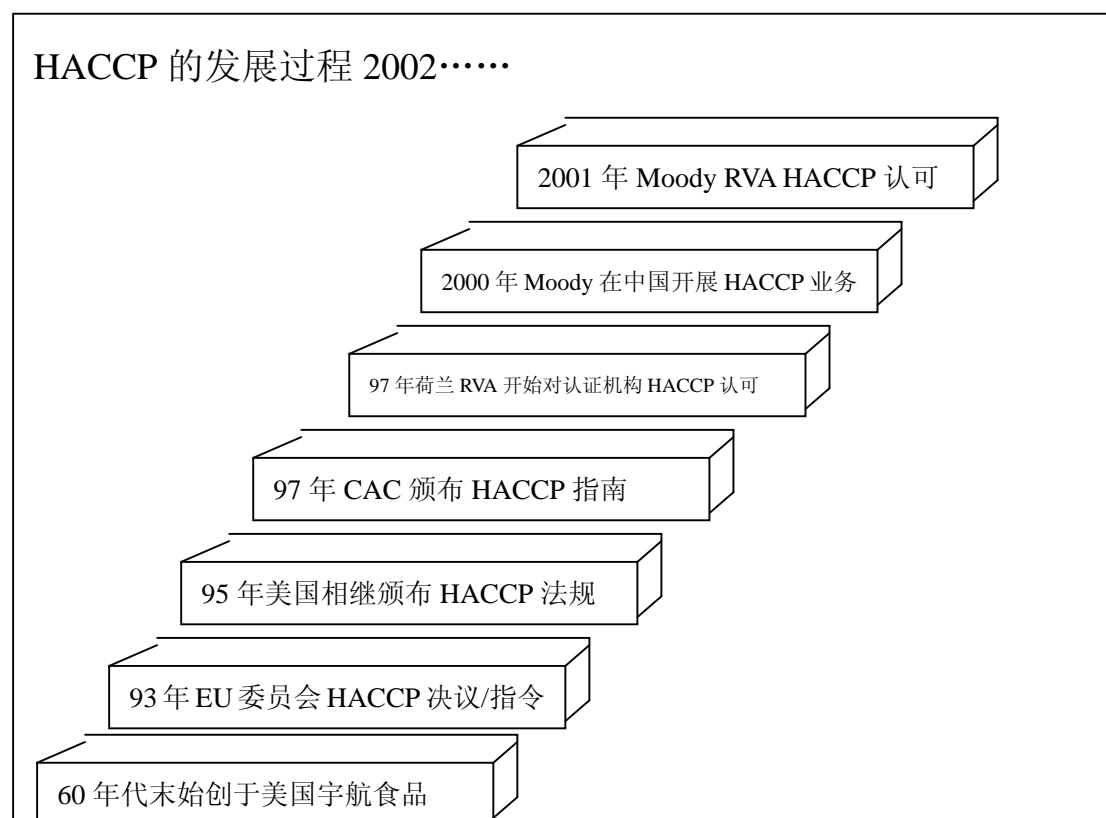 HACCP 的发展过程 2002……
2001 年 Moody RVA HACCP 认可
2000 年 Moody 在中国开展 HACCP 业务
97 年荷兰 RVA 开始对认证机构 HACCP 认可
97 年 CAC 颁布 HACCP 指南
95 年美国相继颁布 HACCP 法规
93 年 EU 委员会 HACCP 决议/指令
60 年代末始创于美国宇航食品